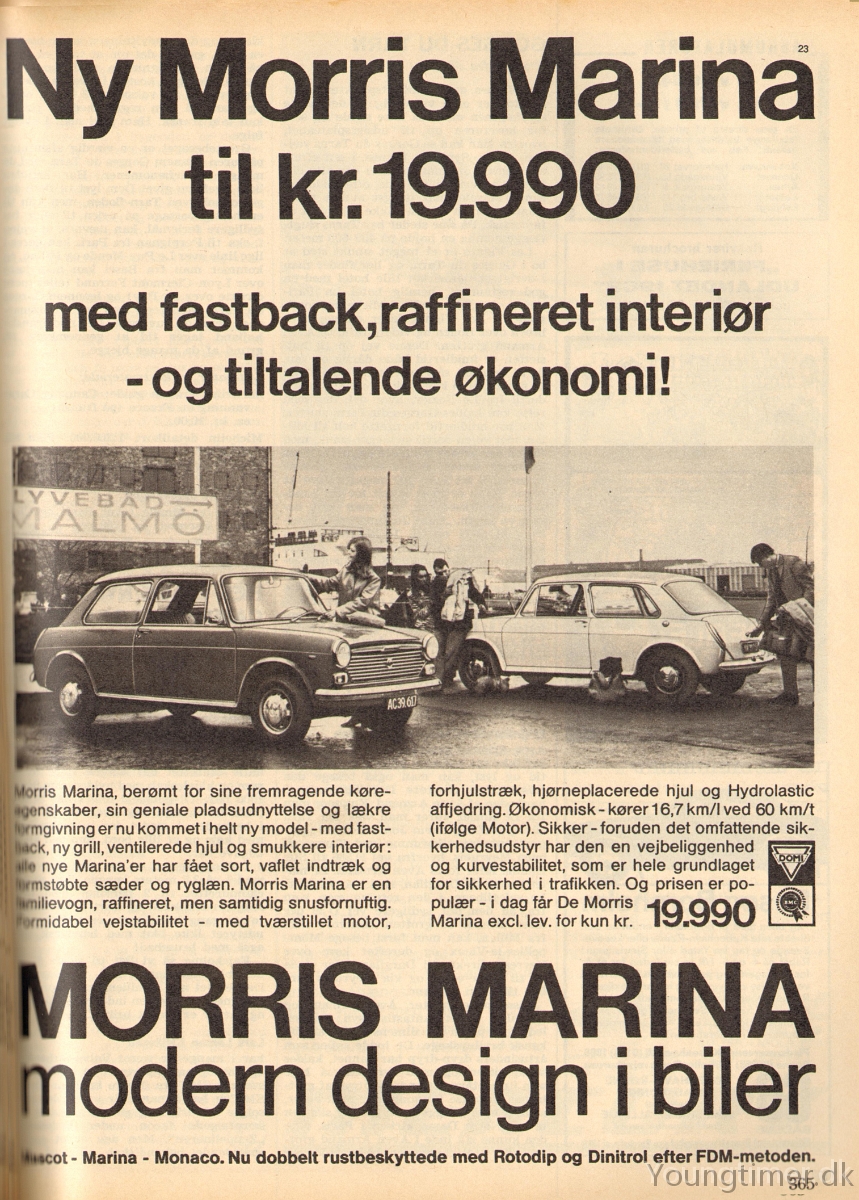 23
Ny Morris Marina
til kr. 19.990
med fastback, raffineret interiør
- og tiltalende økonomi!
LYVEBÅD
MALMÖ
AC 39.617
Morris Marina, berømt for sine fremragende køre-
egenskaber, sin geniale pladsudnyttelse og lækre
formgivning er nu kommet i helt ny model - med fast-
back, ny grill, ventilerede hjul og smukkere interiør:
alle nye Marina'er har fået sort, vaflet indtræk og
formstøbte sæder og ryglæn. Morris Marina er en
familievogn, raffineret, men samtidig snusfornuftig.
Formidabel vejstabilitet - med tværstillet motor,
forhjulstræk, hjørneplacerede hjul og Hydrolastic
affjedring. Økonomisk - kører 16,7 km/l ved 60 km/t
(ifølge Motor). Sikker - foruden det omfattende sik-
kerhedsudstyr har den en vejbeliggenhed
og kurvestabilitet, som er hele grundlaget
for sikkerhed i trafikken. Og prisen er po-
pulær - i dag får De Morris
Marina excl. lev. for kun kr. 19.990
DOMI
BMC
MORRIS MARINA
modern design i biler
Mascot - Marina - Monaco. Nu dobbelt rustbeskyttede med Rotodip og Dinitrol efter FDM-metoden.
Youngtimer.dk
365